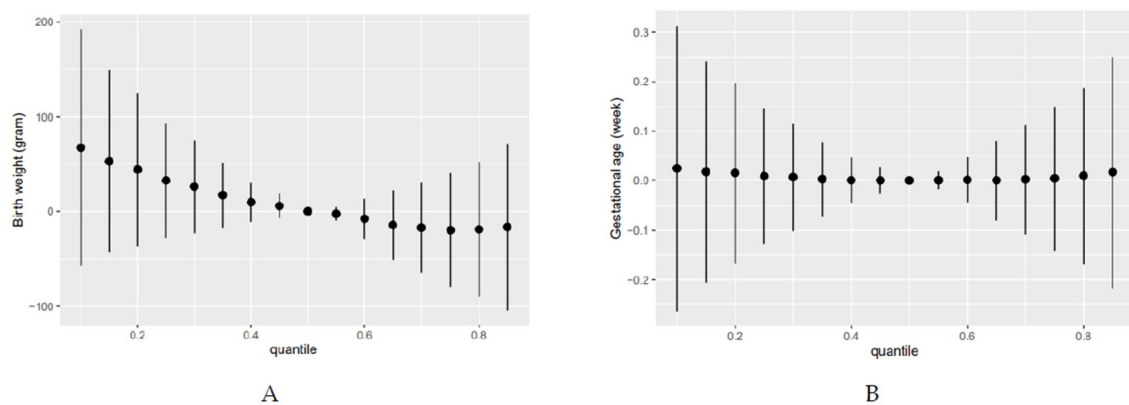 200
100
0
−100
Birth weight (gram)
0.2 0.4 0.6 0.8
quantile
A
0.3
0.2
0.1
0.0
−0.1
−0.2
Gestational age (week)
0.2 0.4 0.6 0.8
quantile
B